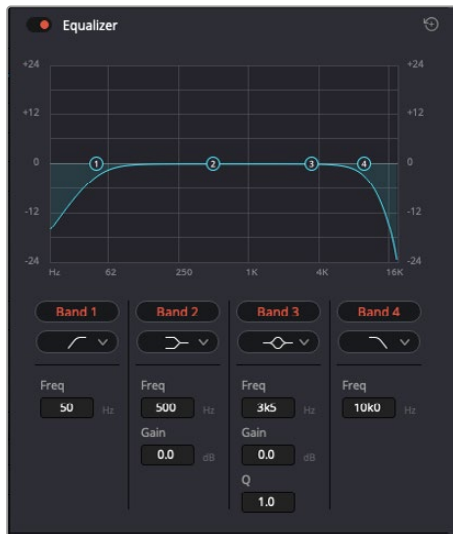 Equalizer
+24 +24
+12 +12
0 1 2 3 4 0
-12 -12
-24 -24
Hz 62 250 1K 4K 16K
Band 1 Band 2 Band 3 Band 4
Freq Freq Freq Freq
50 Hz 500 Hz 3k5 Hz 10k0 Hz
Gain Gain
0.0 dB 0.0 dB
Q
1.0